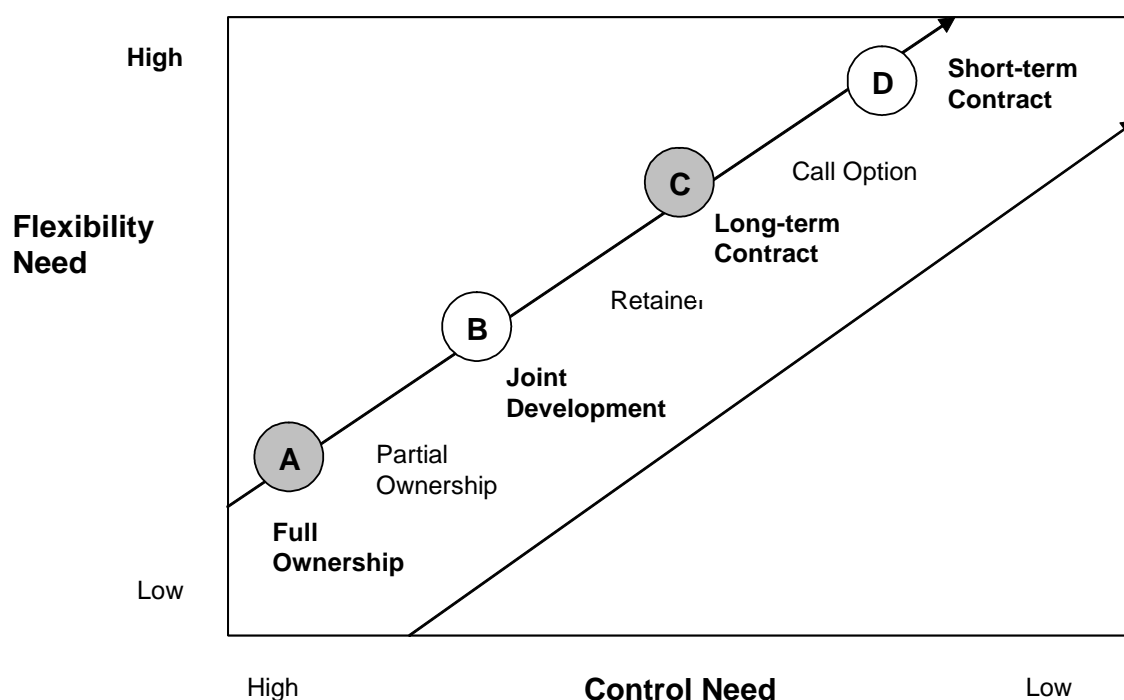 High
D
Short-term
Contract
Call Option
C
Flexibility
Need
Long-term
Contract
Retainer
B
Joint
Development
A
Partial
Ownership
Full
Ownership
Low
High
Control Need
Low